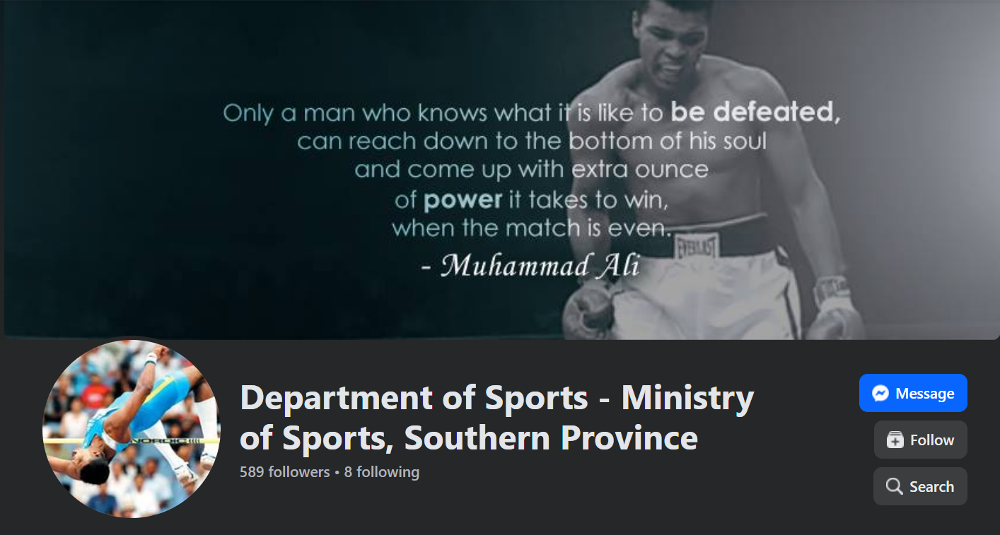 Only a man who knows what it is like to be defeated,
can reach down to the bottom of his soul
and come up with extra ounce
of power it takes to win,
when the match is even.
- Muhammad Ali
EVERLAST
NORDIC
Department of Sports - Ministry
of Sports, Southern Province
589 followers • 8 following
Message
Follow
Search